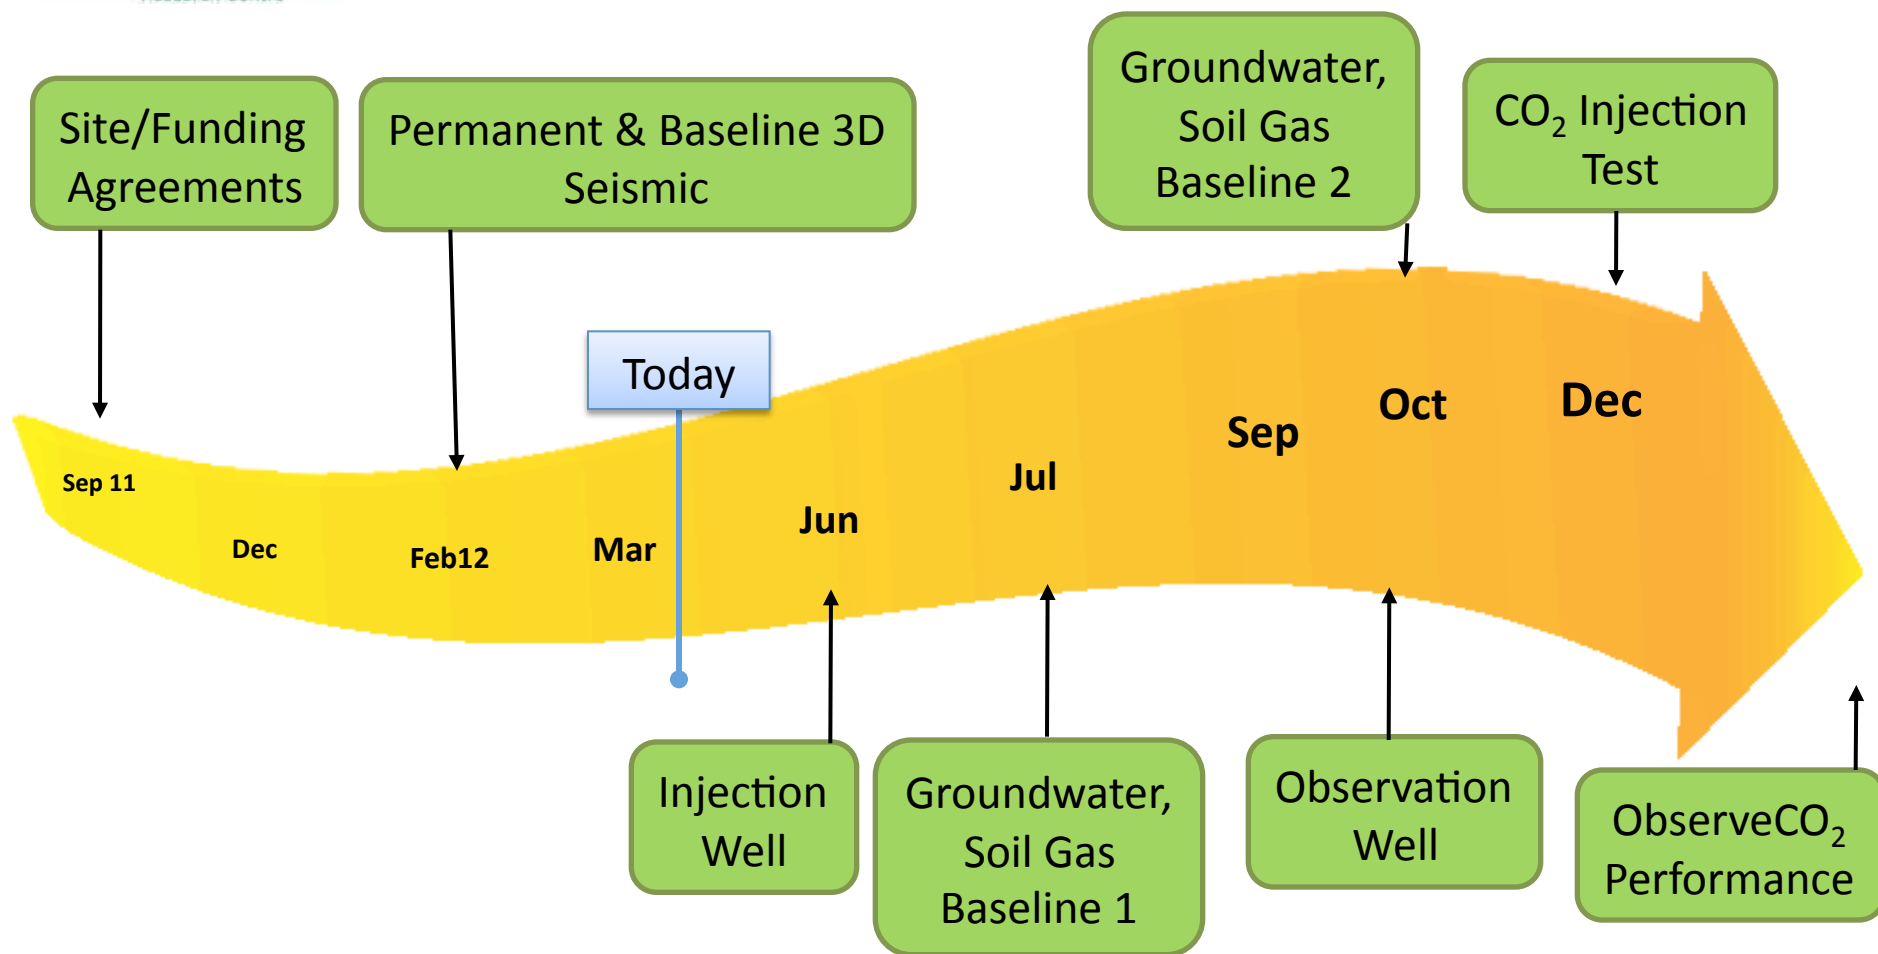 Site/Funding
Agreements
Permanent & Baseline 3D
Seismic
Groundwater,
Soil Gas
Baseline 2
CO₂ Injection
Test
Today
Sep 11
Dec
Feb12
Mar
Jun
Jul
Sep
Oct
Dec
Injection
Well
Groundwater,
Soil Gas
Baseline 1
Observation
Well
ObserveCO₂
Performance